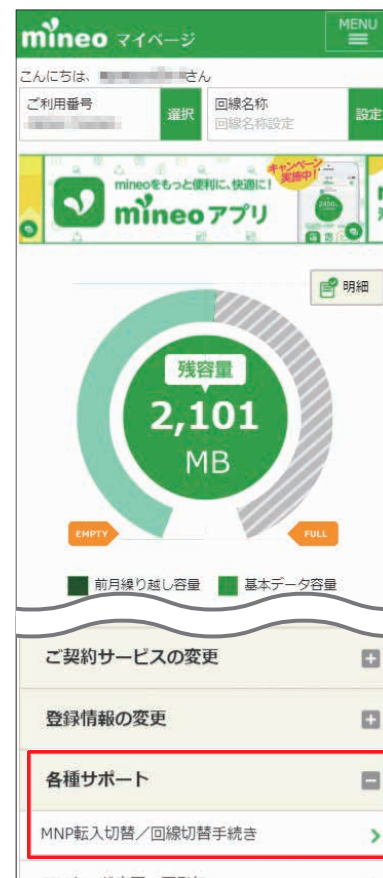 mineo マイページ
MENU
こんにちは、 さん
ご利用番号
選択
回線名称
回線名称設定
設定
mineoをもっと便利に、快適に!
キャンペーン
実施中!
mineo アプリ
明細
残容量
2,101
MB
EMPTY
FULL
前月繰り越し容量
基本データ容量
ご契約サービスの変更
登録情報の変更
各種サポート
MNP転入切替/回線切替手続き